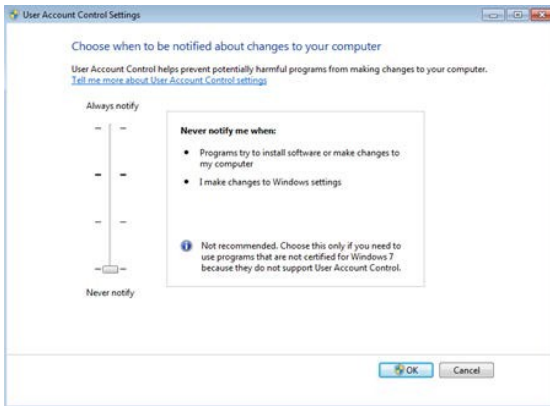 User Account Control Settings
Choose when to be notified about changes to your computer
User Account Control helps prevent potentially harmful programs from making changes to your computer.
Tell me more about User Account Control settings
Always notify
Never notify me when:
Programs try to install software or make changes to
my computer
I make changes to Windows settings
Not recommended. Choose this only if you need to
use programs that are not certified for Windows 7
because they do not support User Account Control.
Never notify
OK
Cancel